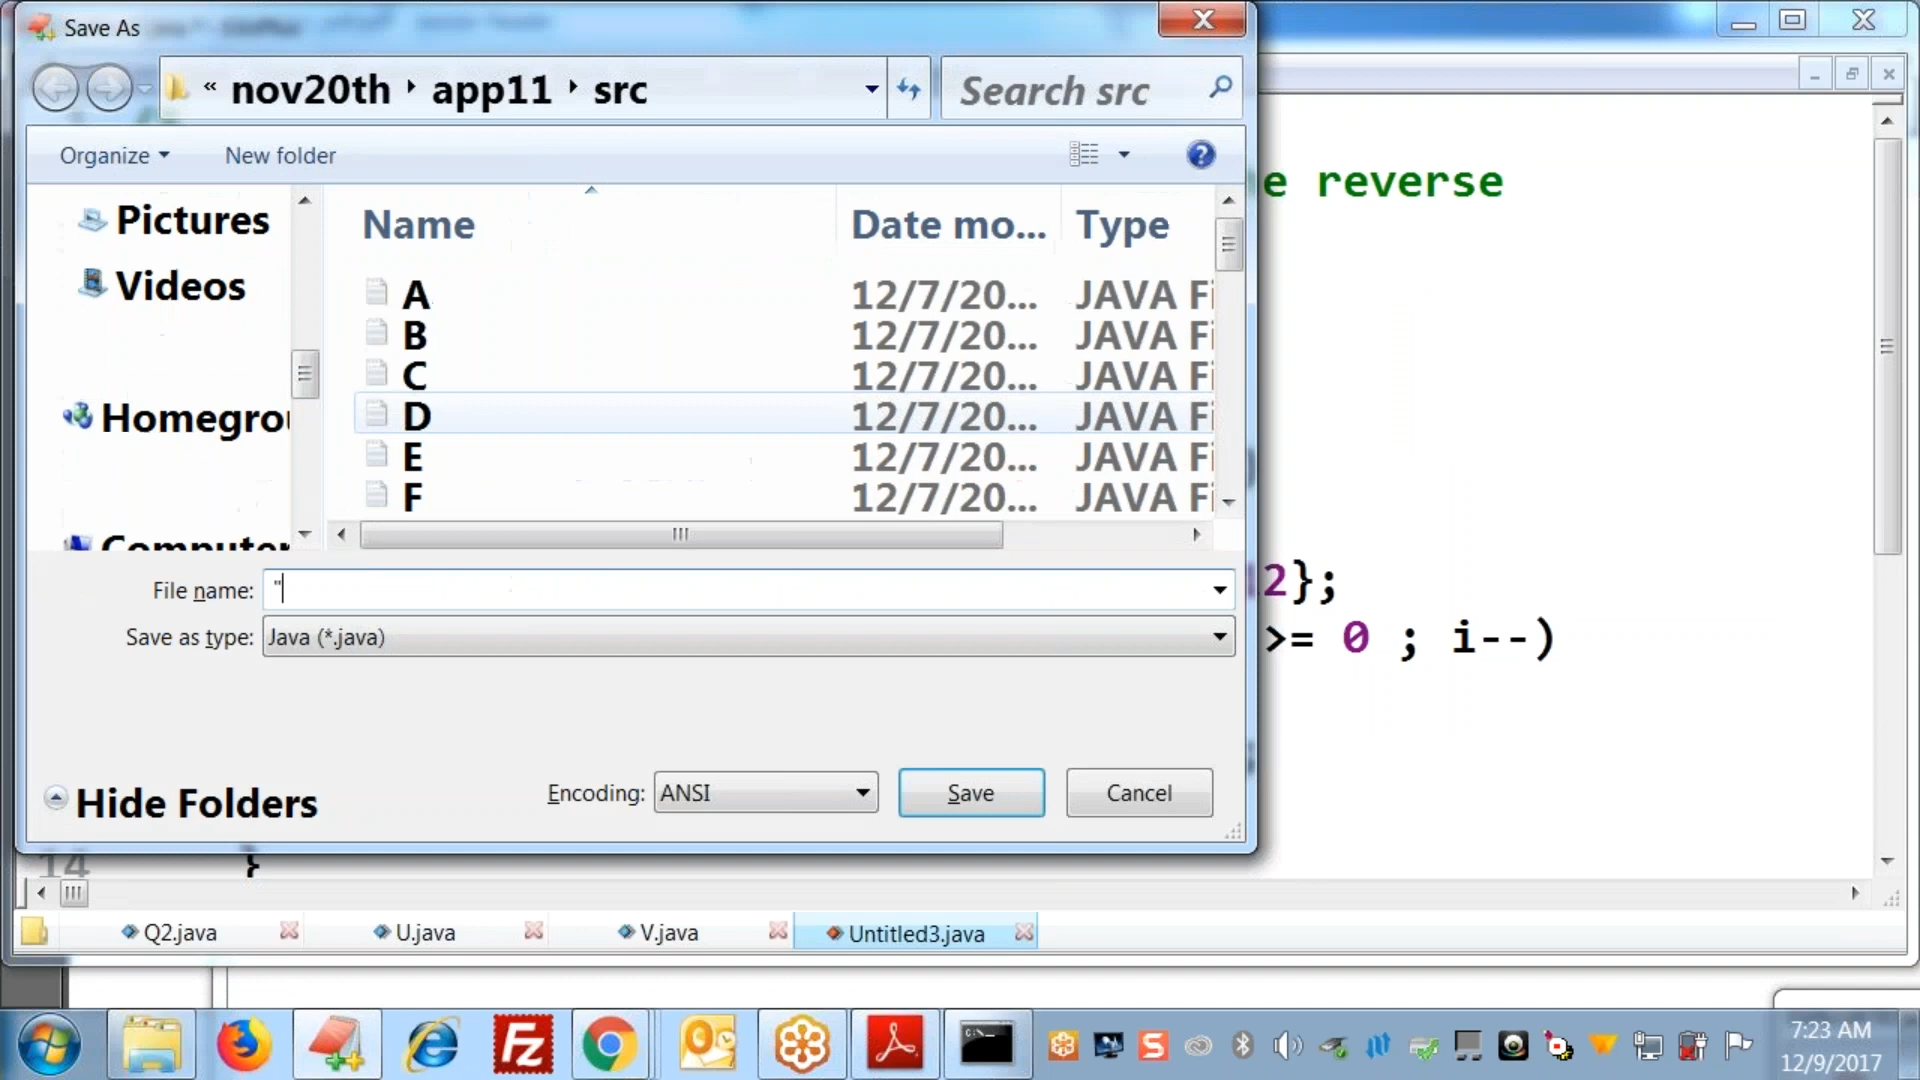 Save As
« nov20th app11 src
Search src
Organize
New folder
e reverse
Pictures
Videos
Homegro
Computer
Name
Date mo...
Type
A 12/7/20... JAVA Fi
B 12/7/20... JAVA Fi
C 12/7/20... JAVA Fi
D 12/7/20... JAVA Fi
E 12/7/20... JAVA Fi
F 12/7/20... JAVA Fi
2};
>= 0 ; i--)
File name: "
Save as type: Java (*.java)
Hide Folders
Encoding: ANSI
Save
Cancel
14 }
Q2.java
U.java
V.java
Untitled3.java
7:23 AM
12/9/2017